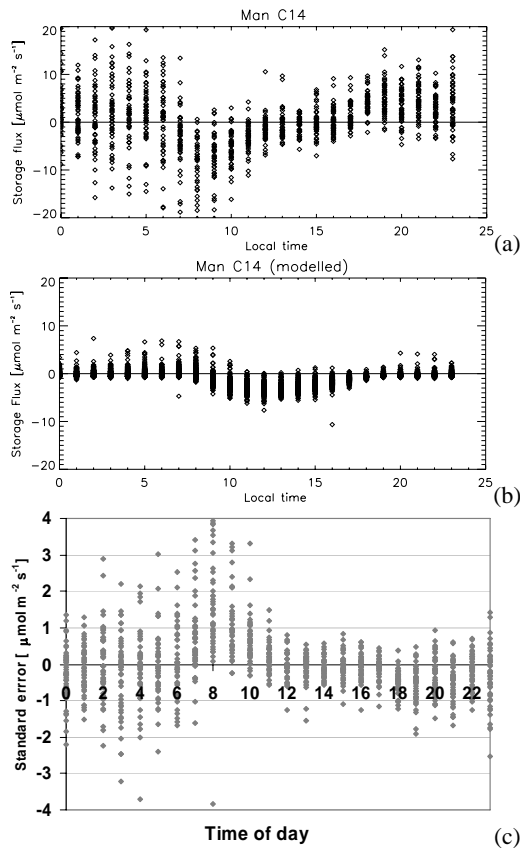 Man C14
20
10
0
-10
-20
Storage flux [μmol m⁻² s⁻¹]
0 5 10 15 20 25
Local time
(a)
Man C14 (modelled)
20
10
0
-10
-20
Storage Flux [μmol m⁻² s⁻¹]
0 5 10 15 20 25
Local time
(b)
4
3
2
1
0
-1
-2
-3
-4
Standard errror [ μmol m⁻² s⁻¹]
0 2 4 6 8 10 12 14 16 18 20 22
Time of day
(c)